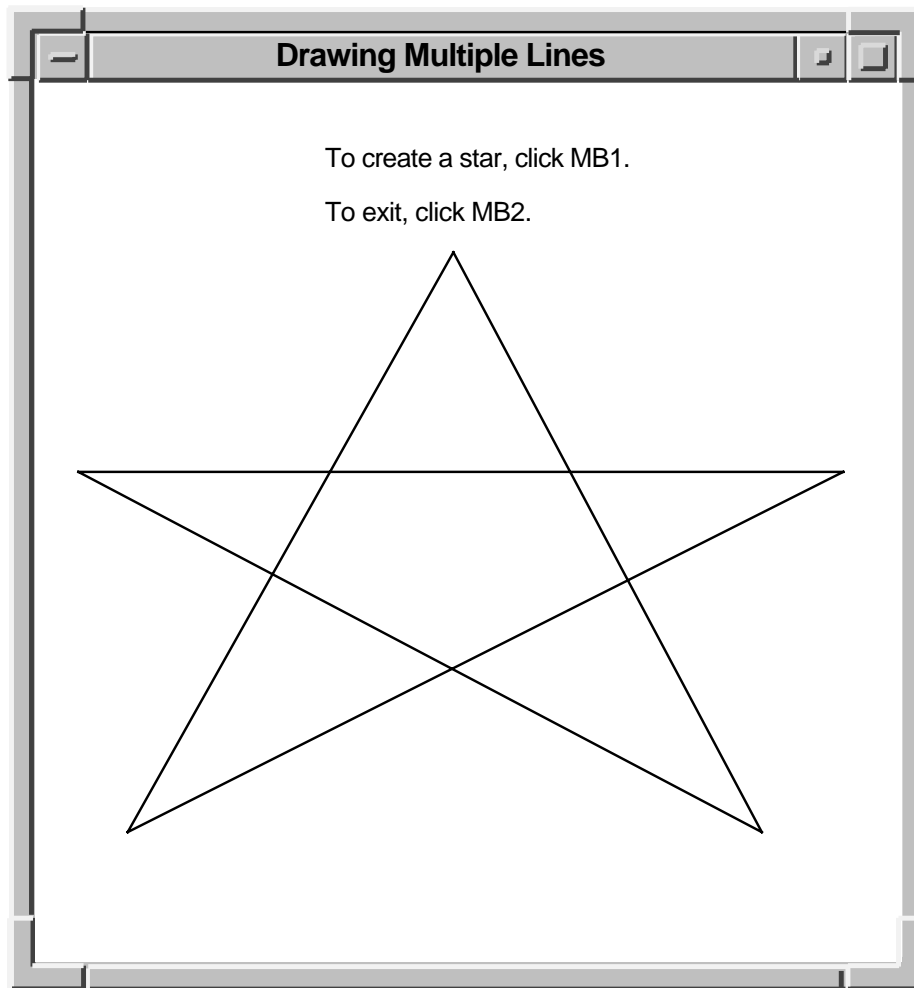 Drawing Multiple Lines
To create a star, click MB1.
To exit, click MB2.